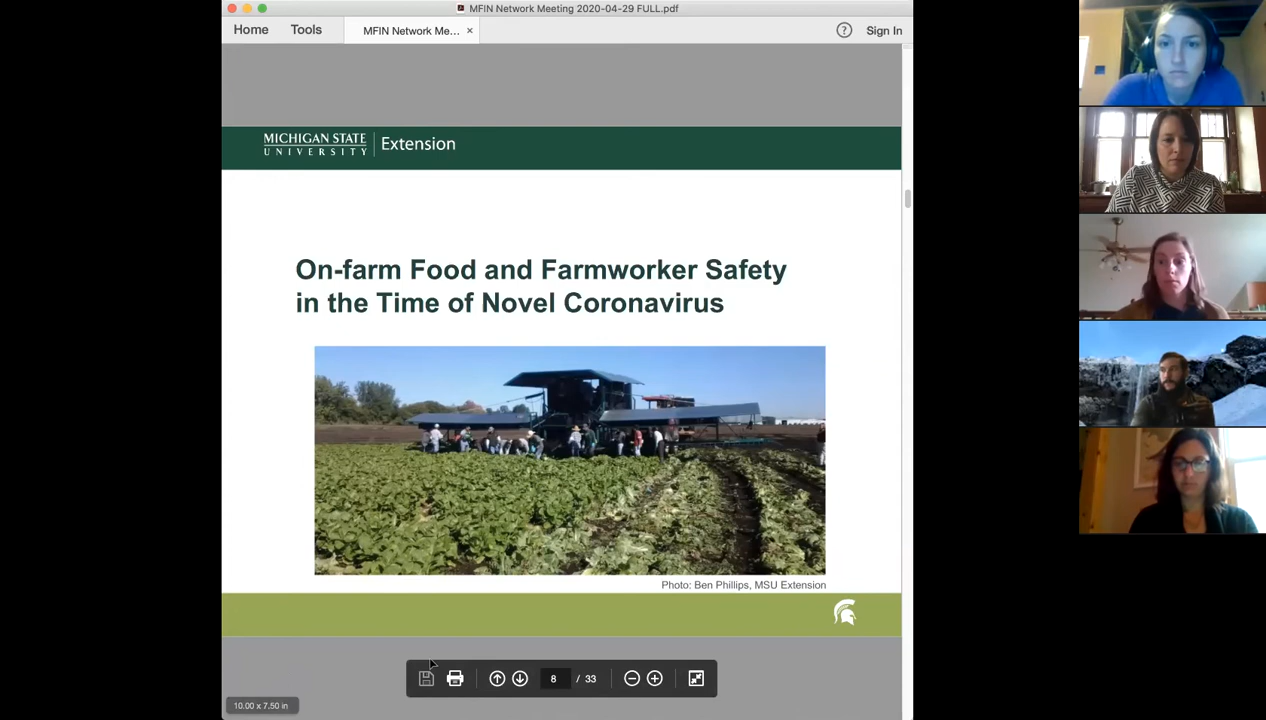 MFIN Network Meeting 2020-04-29 FULL.pdf
Home Tools MFIN Network Me... × ? Sign In
MICHIGAN STATE
UNIVERSITY
Extension
On-farm Food and Farmworker Safety
in the Time of Novel Coronavirus
Photo: Ben Phillips, MSU Extension
8 / 33
10.00 x 7.50 in